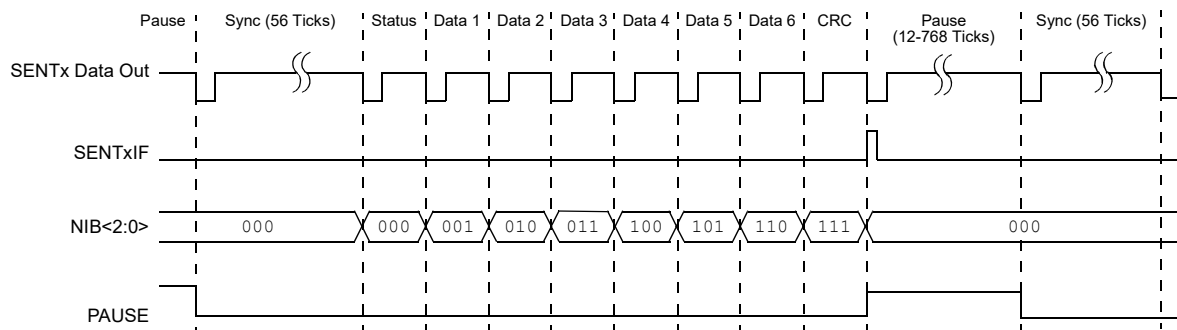 Pause
Sync (56 Ticks)
Status
Data 1
Data 2
Data 3
Data 4
Data 5
Data 6
CRC
Pause
(12-768 Ticks)
Sync (56 Ticks)
SENTx Data Out
SENTxIF
NIB<2:0>
000
000
001
010
011
100
101
110
111
000
PAUSE